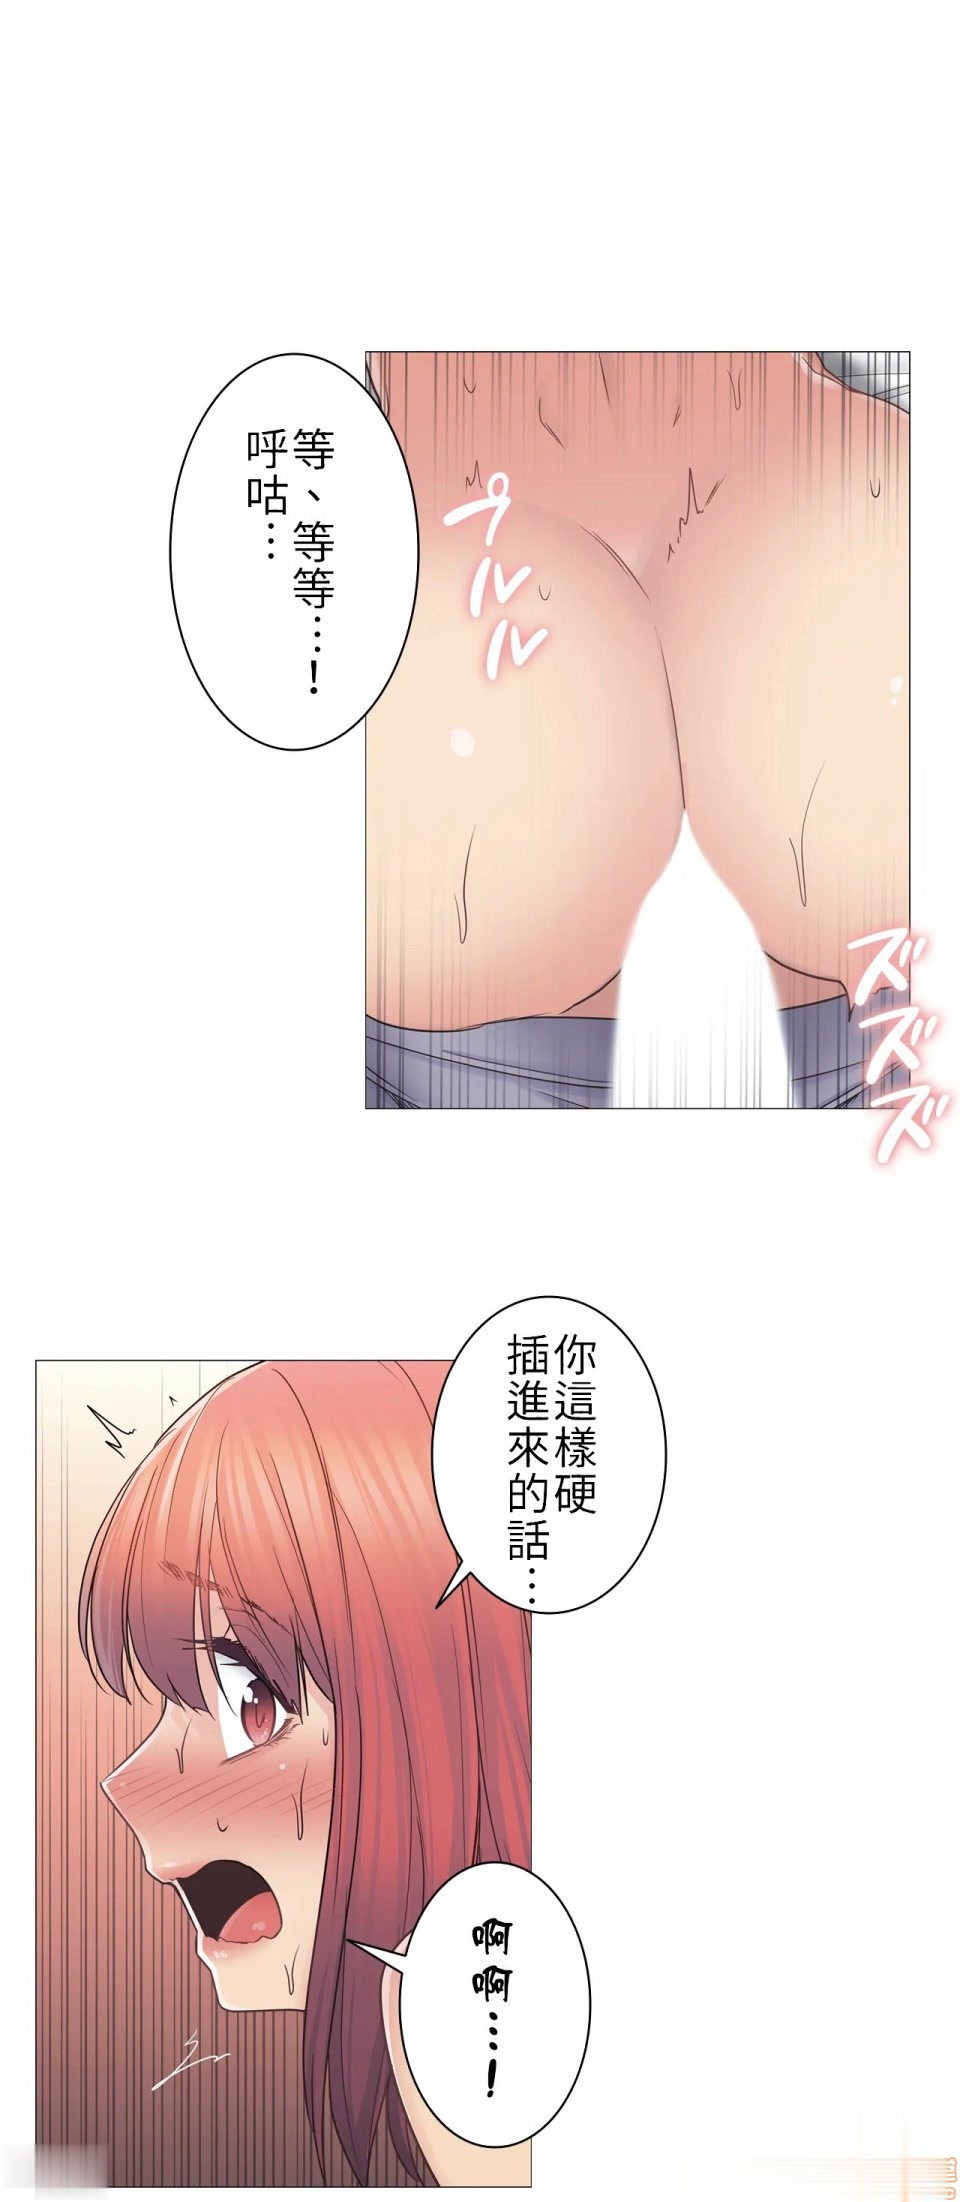 等、等等…！
呼咕…
プルル
ズズズ
你這樣硬
插進來的話…
啊啊…！